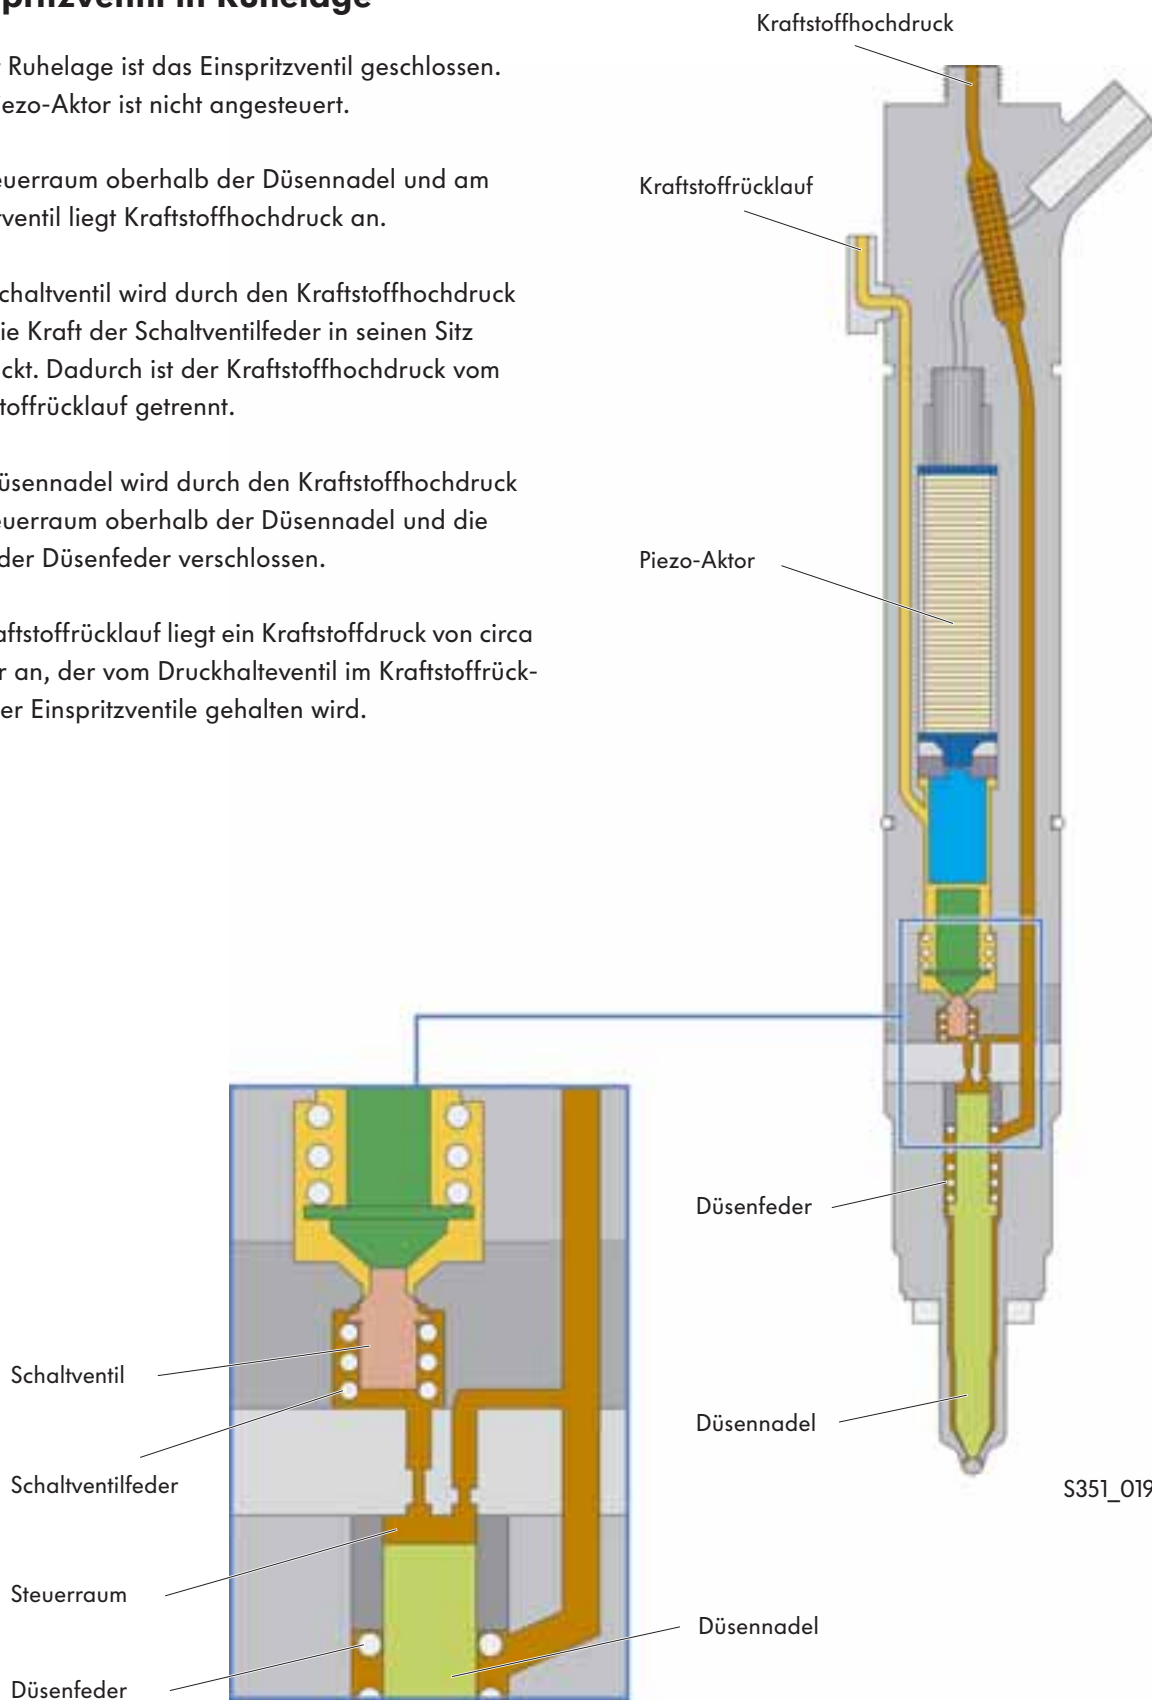 Ruhelage
Ruhelage ist das Einspritzventil geschlossen.
ezo-Aktor ist nicht angesteuert.
euerraum oberhalb der Düsennadel und am
tventil liegt Kraftstoffhochdruck an.
chaltventil wird durch den Kraftstoffhochdruck
ie Kraft der Schaltventilfeder in seinen Sitz
ckt. Dadurch ist der Kraftstoffhochdruck vom
toffrücklauf getrennt.
üsennadel wird durch den Kraftstoffhochdruck
euerraum oberhalb der Düsennadel und die
der Düsenfeder verschlossen.
aftstoffrücklauf liegt ein Kraftstoffdruck von circa
r an, der vom Druckhalteventil im Kraftstoffrück-
er Einspritzventile gehalten wird.
Kraftstoffhochdruck
Kraftstoffrücklauf
Piezo-Aktor
Düsenfeder
Düsennadel
S351_019
Schaltventil
Schaltventilfeder
Steuerraum
Düsenfeder
Düsennadel